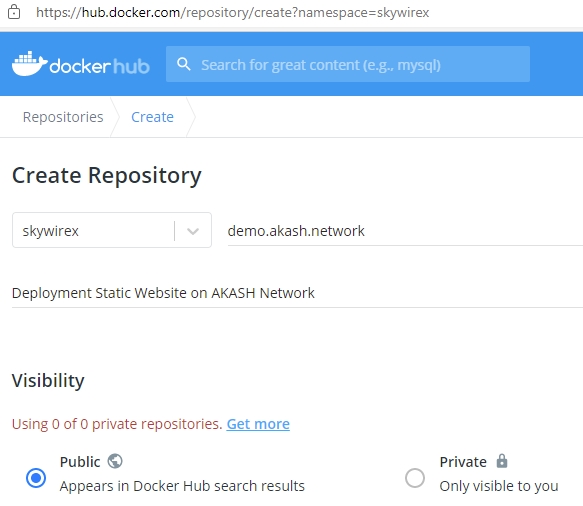 https://hub.docker.com/repository/create?namespace=skywirex
dockerhub
Search for great content (e.g., mysql)
Repositories
Create
Create Repository
skywirex
demo.akash.network
Deployment Static Website on AKASH Network
Visibility
Using 0 of 0 private repositories. Get more
Public
Appears in Docker Hub search results
Private
Only visible to you